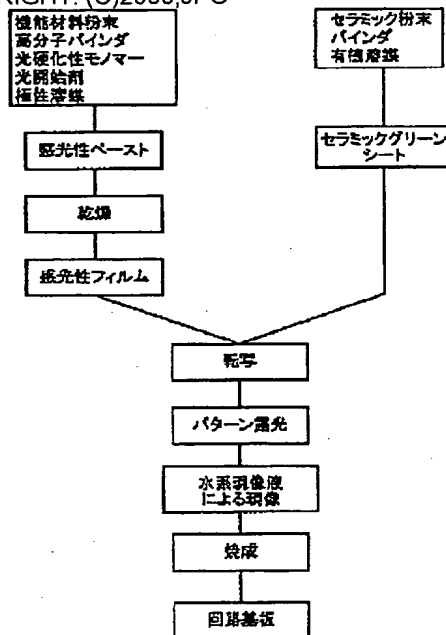 機能材料粉末
高分子バインダ
光硬化性モノマー
光開始剤
極性溶媒
セラミック粉末
バインダ
有機溶媒
感光性ペースト
セラミックグリーン
シート
乾燥
感光性フィルム
転写
パターン露光
水系現像液
による現像
焼成
回路基板